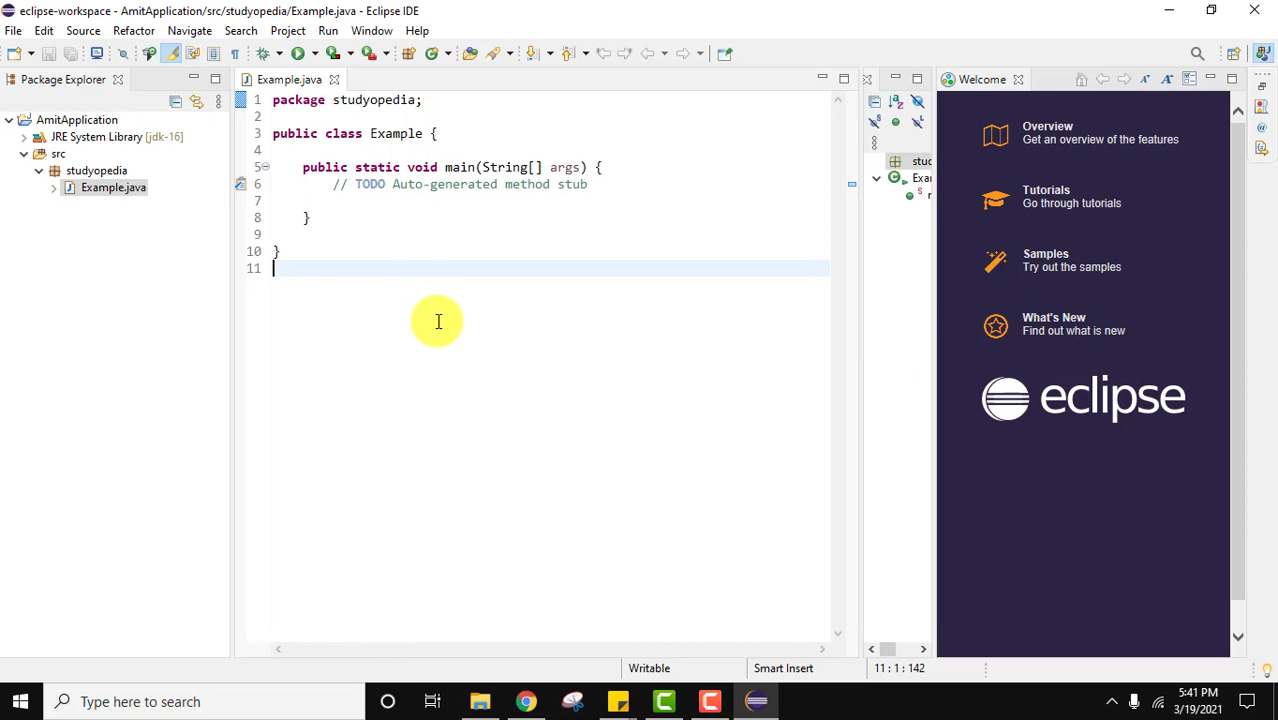 eclipse-workspace - AmitApplication/src/studyopedia/Example.java - Eclipse IDE
File Edit Source Refactor Navigate Search Project Run Window Help
Package Explorer
AmitApplication
JRE System Library [jdk-16]
src
studyopedia
Example.java
Example.java
1 package studyopedia;
2
3 public class Example {
4
5 public static void main(String[] args) {
6 // TODO Auto-generated method stub
7
8 }
9
10 }
11
stud
Exa
Welcome
Overview
Get an overview of the features
Tutorials
Go through tutorials
Samples
Try out the samples
What's New
Find out what is new
eclipse
Writable Smart Insert 11 : 1 : 142
Type here to search
5:41 PM
3/19/2021